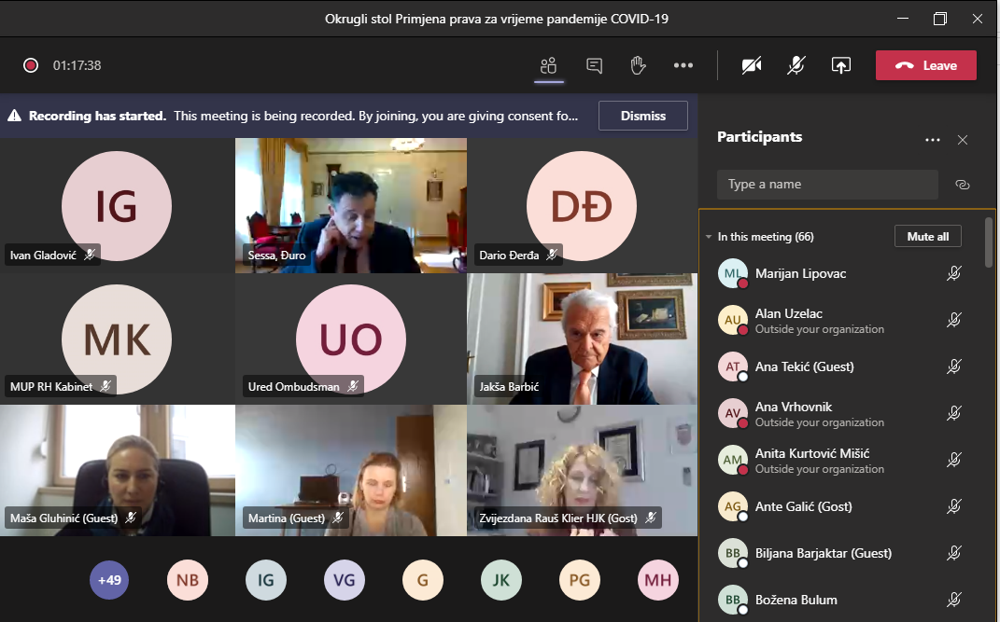 Okrugli stol Primjena prava za vrijeme pandemije COVID-19
01:17:38
Leave
Recording has started. This meeting is being recorded. By joining, you are giving consent fo...
Dismiss
Participants
Type a name
In this meeting (66)
Mute all
IG
Ivan Gladović
Sessa, Đuro
DĐ
Dario Đerđa
MK
MUP RH Kabinet
UO
Ured Ombudsman
Jakša Barbić
Maša Gluhinić (Guest)
Martina (Guest)
Zvijezdana Rauš Klier HJK (Gost)
+49
NB
IG
VG
G
JK
PG
MH
ML
Marijan Lipovac
AU
Alan Uzelac
Outside your organization
AT
Ana Tekić (Guest)
AV
Ana Vrhovnik
Outside your organization
AM
Anita Kurtović Mišić
Outside your organization
AG
Ante Galić (Gost)
BB
Biljana Barjaktar (Guest)
BB
Božena Bulum